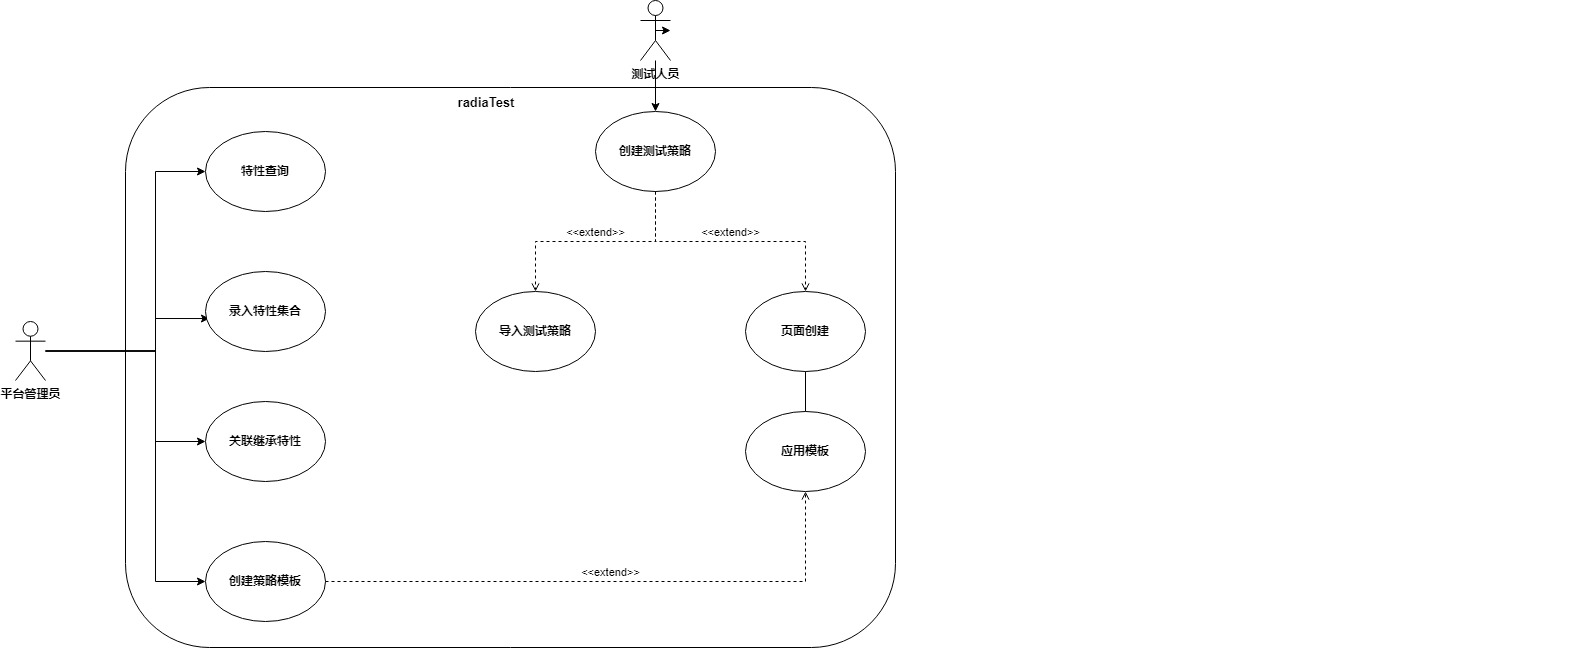 测试人员
radiaTest
创建测试策略
特性查询
<<extend>>
<<extend>>
录入特性集合
导入测试策略
页面创建
平台管理员
关联继承特性
应用模板
创建策略模板
<<extend>>